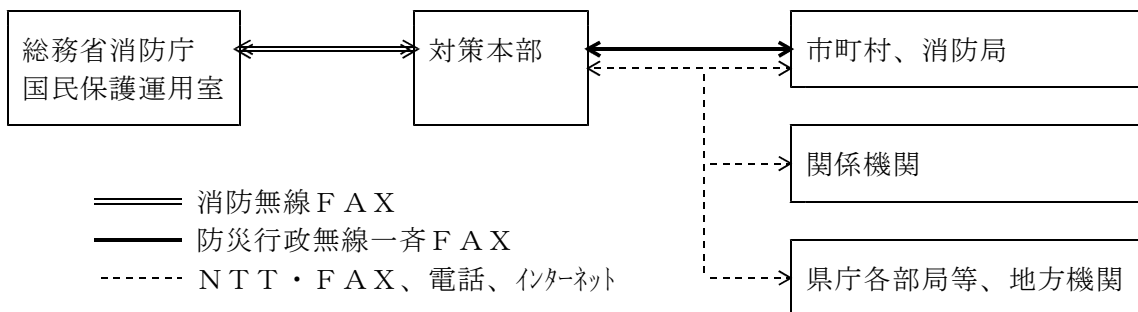 総務省消防庁
国民保護運用室
対策本部
市町村、消防局
関係機関
県庁各部局等、地方機関
消防無線ＦＡＸ
防災行政無線一斉ＦＡＸ
ＮＴＴ・ＦＡＸ、電話、ｲﾝﾀｰﾈｯﾄ